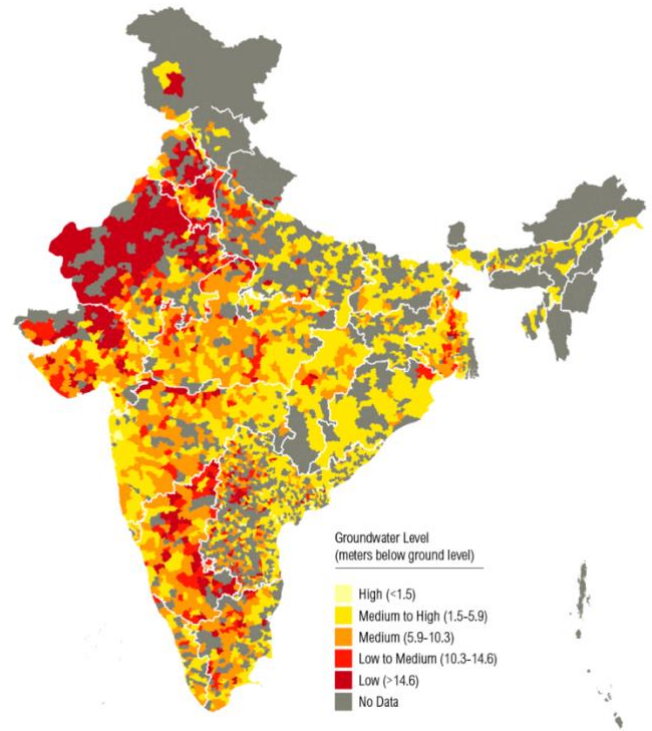 Groundwater Level
(meters below ground level)
High (<1.5)
Medium to High (1.5-5.9)
Medium (5.9-10.3)
Low to Medium (10.3-14.6)
Low (>14.6)
No Data